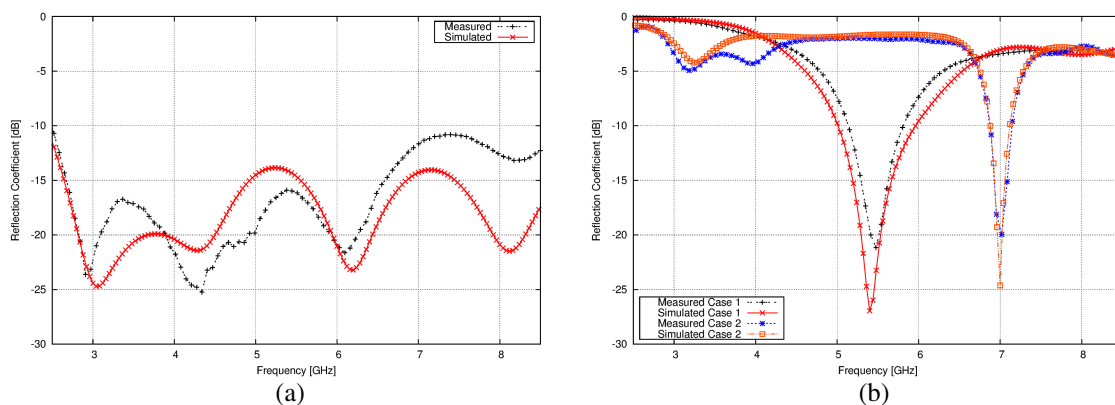 Reflection Coefficient [dB]
0
-5
-10
-15
-20
-25
-30
3 4 5 6 7 8
Frequency [GHz]
Measured
Simulated
(a)
Reflection Coefficient [dB]
0
-5
-10
-15
-20
-25
-30
3 4 5 6 7 8
Frequency [GHz]
Measured Case 1
Simulated Case 1
Measured Case 2
Simulated Case 2
(b)